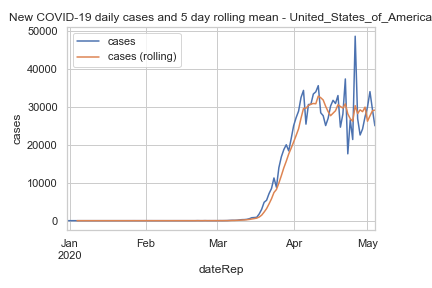 New COVID-19 daily cases and 5 day rolling mean - United_States_of_America
cases
cases (rolling)
50000
40000
30000
20000
10000
0
cases
Jan
2020
Feb
Mar
Apr
May
dateRep